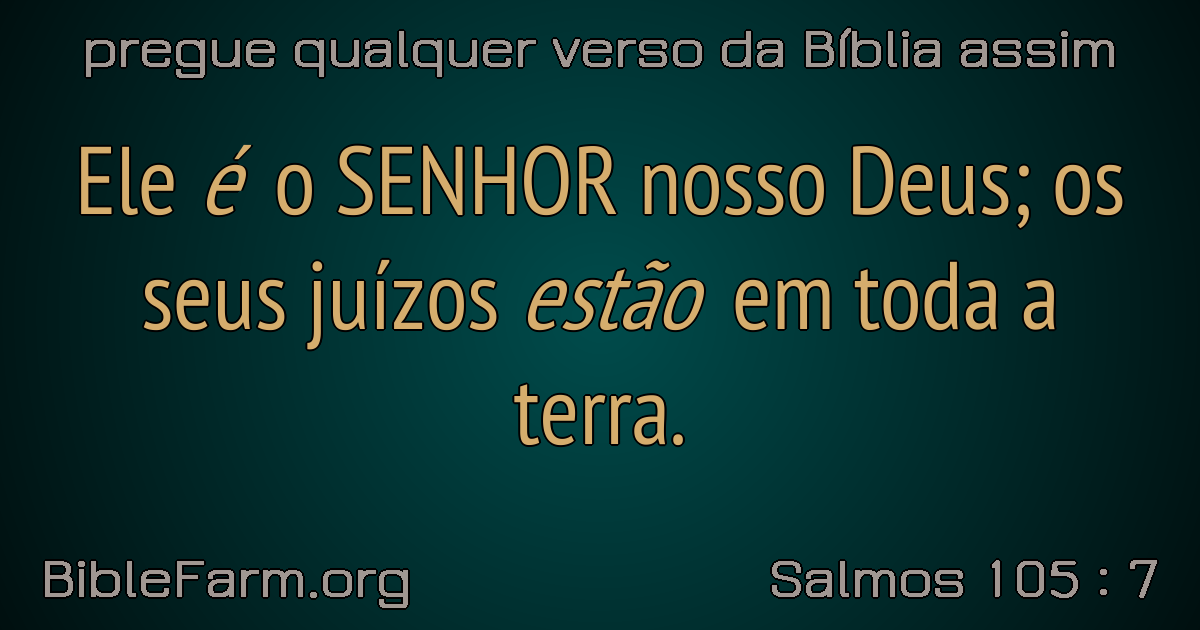 pregue qualquer verso da Bíblia assim
Ele é o SENHOR nosso Deus; os
seus juízos estão em toda a
terra.
BibleFarm.org
Salmos 105 : 7